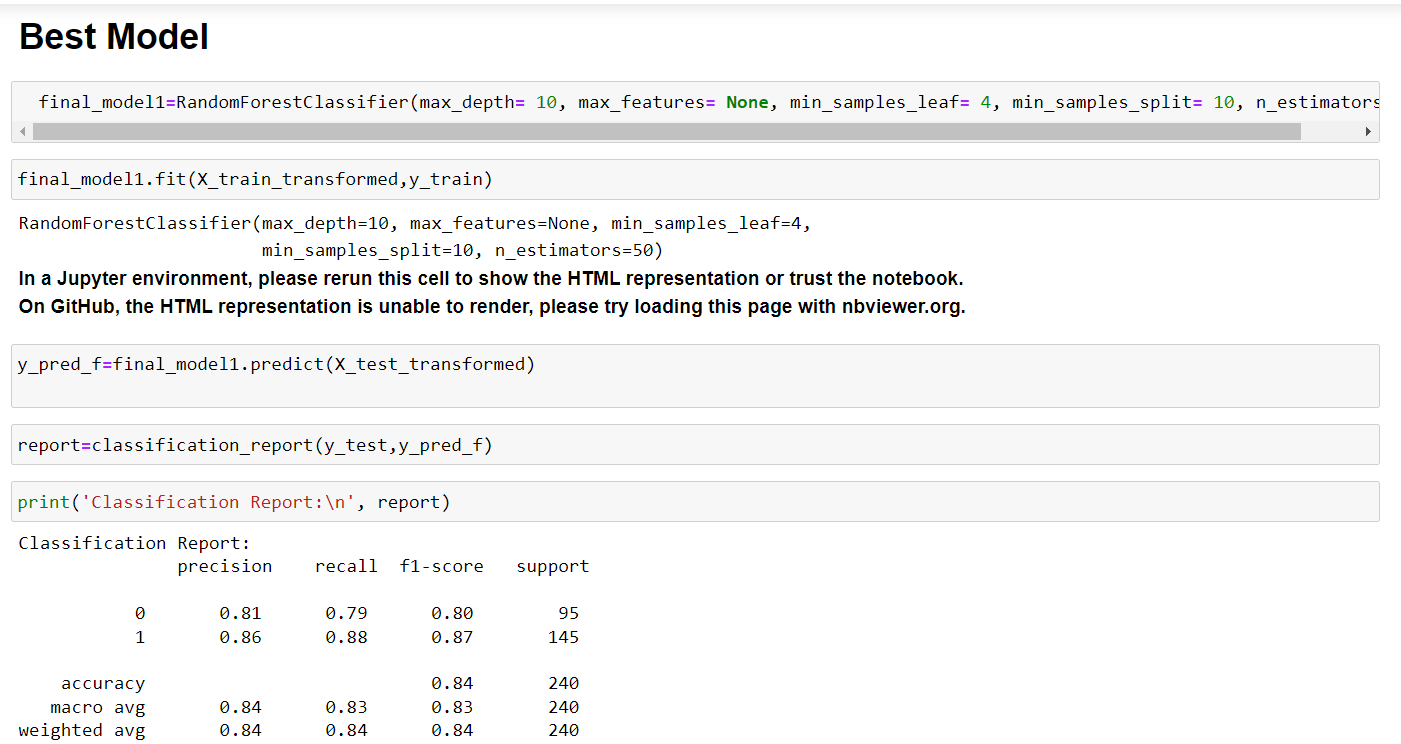 Best Model
final_model1=RandomForestClassifier(max_depth= 10, max_features= None, min_samples_leaf= 4, min_samples_split= 10, n_estimators
final_model1.fit(X_train_transformed,y_train)
RandomForestClassifier(max_depth=10, max_features=None, min_samples_leaf=4,
min_samples_split=10, n_estimators=50)
In a Jupyter environment, please rerun this cell to show the HTML representation or trust the notebook.
On GitHub, the HTML representation is unable to render, please try loading this page with nbviewer.org.
y_pred_f=final_model1.predict(X_test_transformed)
report=classification_report(y_test,y_pred_f)
print('Classification Report:\n', report)
Classification Report:
precision recall f1-score support
0 0.81 0.79 0.80 95
1 0.86 0.88 0.87 145
accuracy 0.84 240
macro avg 0.84 0.83 0.83 240
weighted avg 0.84 0.84 0.84 240